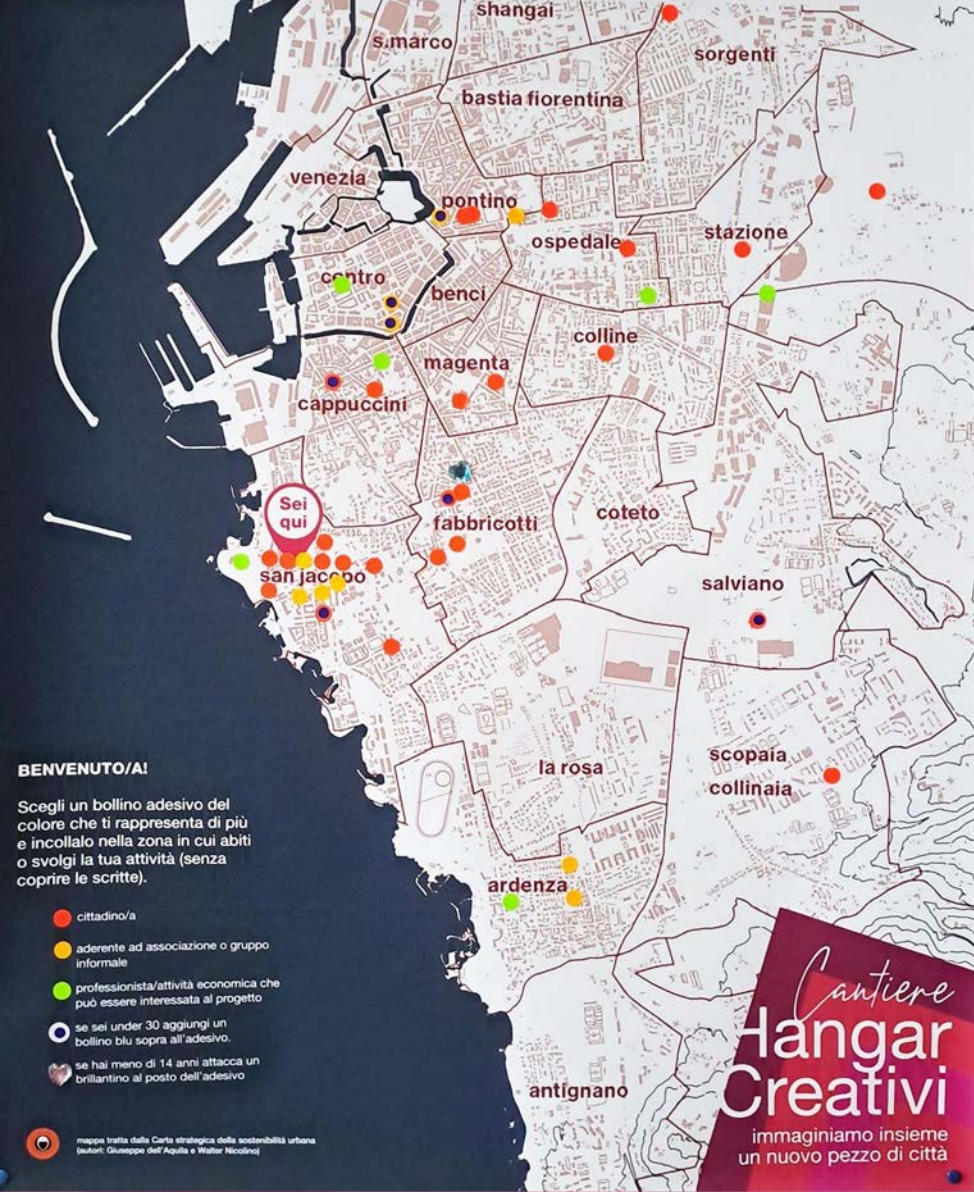 shangai
s.marco
sorgenti
bastia fiorentina
venezia
pontino
ospedale
stazione
centro
benci
colline
magenta
cappuccini
Sei
qui
fabbricotti
coteto
san jacopo
salviano
la rosa
scopaia
collinaia
ardenza
antignano
BENVENUTO/A!
Scegli un bollino adesivo del
colore che ti rappresenta di più
e incollalo nella zona in cui abiti
o svolgi la tua attività (senza
coprire le scritte).
cittadino/a
aderente ad associazione o gruppo
informale
professionista/attività economica che
può essere interessata al progetto
se sei under 30 aggiungi un
bollino blu sopra all'adesivo.
se hai meno di 14 anni attacca un
brillantino al posto dell'adesivo
mappa tratta dalla Carta strategica della sostenibilità urbana
(autori: Giuseppe dell'Aquila e Walter Nicolino)
Cantiere
Hangar
Creativi
immaginiamo insieme
un nuovo pezzo di città